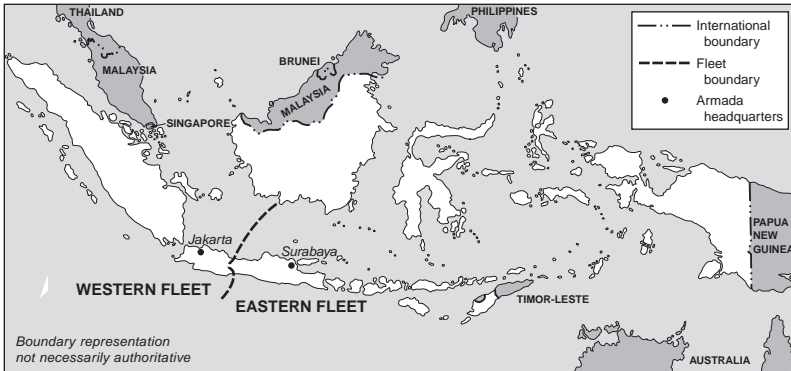 THAILAND
PHILIPPINES
International
boundary
Fleet
boundary
Armada
headquarters
MALAYSIA
BRUNEI
MALAYSIA
SINGAPORE
Jakarta
Surabaya
PAPUA
NEW
GUINEA
WESTERN FLEET
EASTERN FLEET
TIMOR-LESTE
Boundary representation
not necessarily authoritative
AUSTRALIA